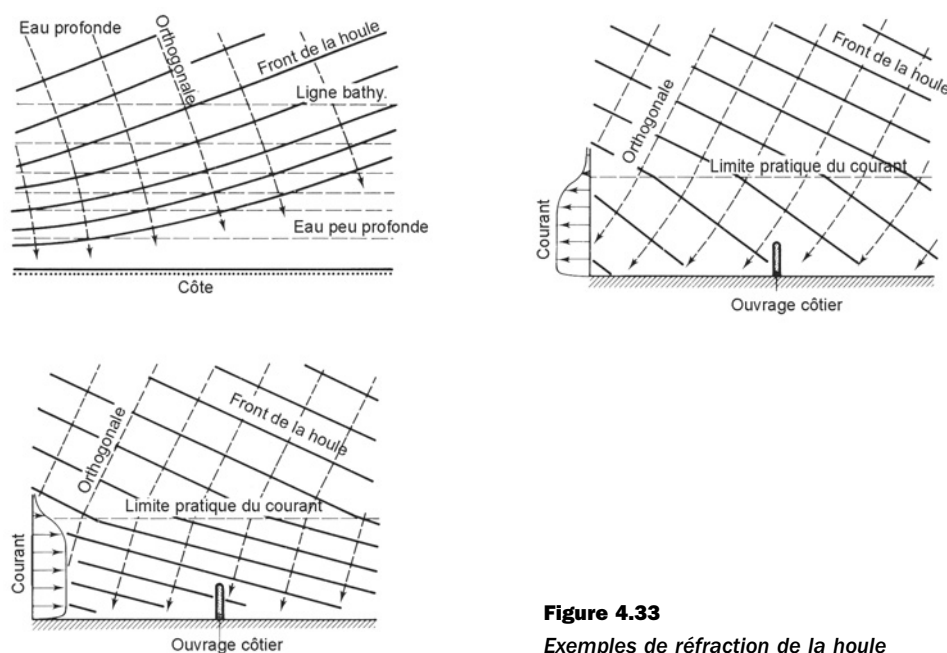 Eau profonde
Orthogonale
Front de la houle
Ligne bathy.
Eau peu profonde
Côte
Front de la houle
Orthogonale
Limite pratique du courant
Courant
Ouvrage côtier
Orthogonale
Front de la houle
Limite pratique du courant
Courant
Ouvrage côtier
Figure 4.33
Exemples de réfraction de la houle